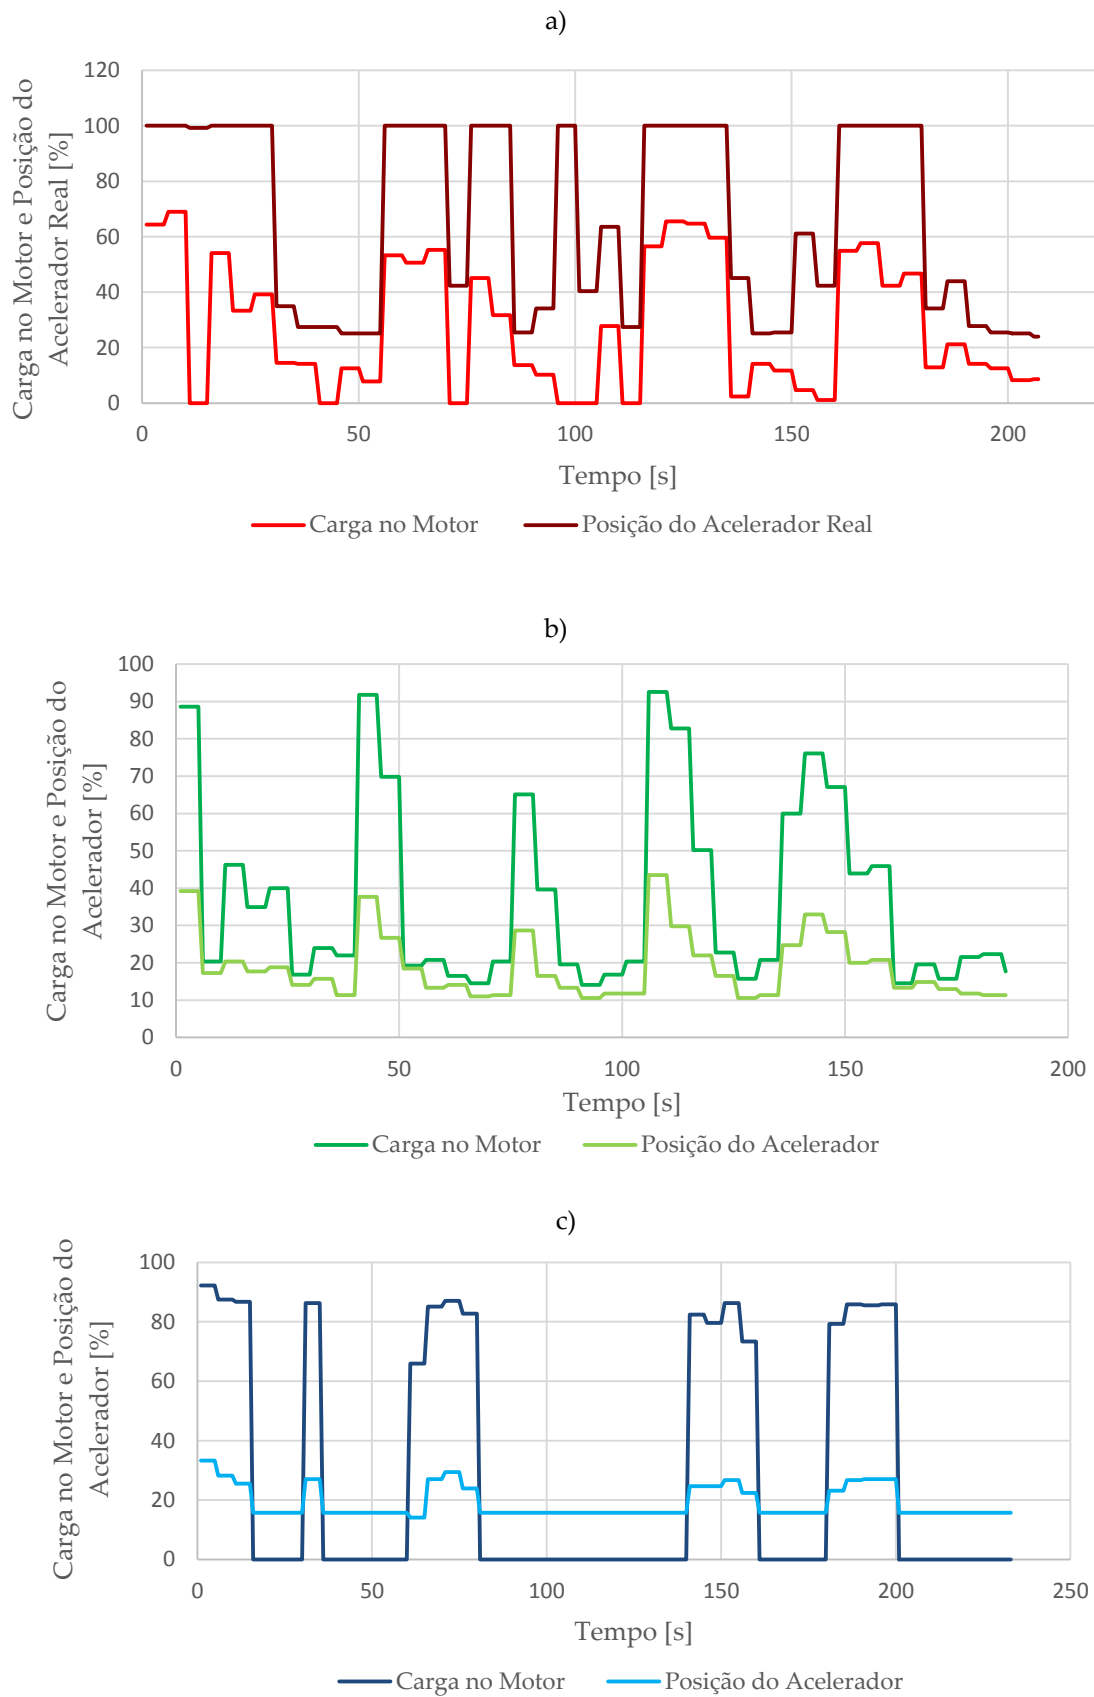 a)
Carga no Motor e Posição do
Acelerador Real [%]
120
100
80
60
40
20
0
0 50 100 150 200
Tempo [s]
Carga no Motor Posição do Acelerador Real
b)
Carga no Motor e Posição do
Acelerador [%]
100
90
80
70
60
50
40
30
20
10
0
0 50 100 150 200
Tempo [s]
Carga no Motor Posição do Acelerador
c)
Carga no Motor e Posição do
Acelerador [%]
100
80
60
40
20
0
0 50 100 150 200 250
Tempo [s]
Carga no Motor Posição do Acelerador